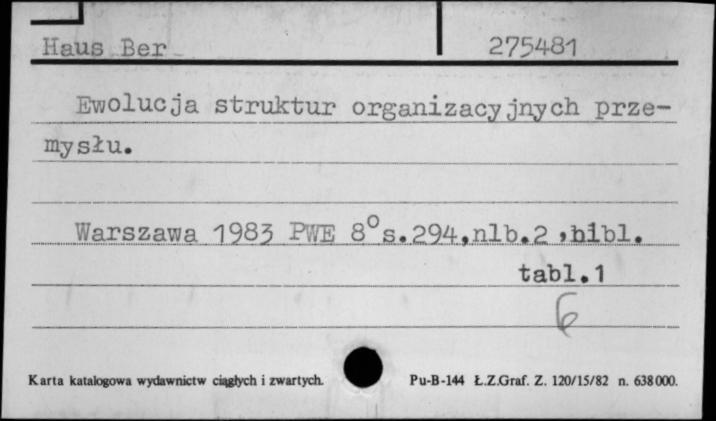 Haus Ber 275481
Ewolucja struktur organizacyjnych prze-
mysłu.
Warszawa 1983 PWE 8° s.294,nlb.2,bibl.
tabl.1
6
Karta katalogowa wydawnictw ciągłych i zwartych. Pu-B-144 Ł.Z.Graf. Z. 120/15/82 n. 638000.